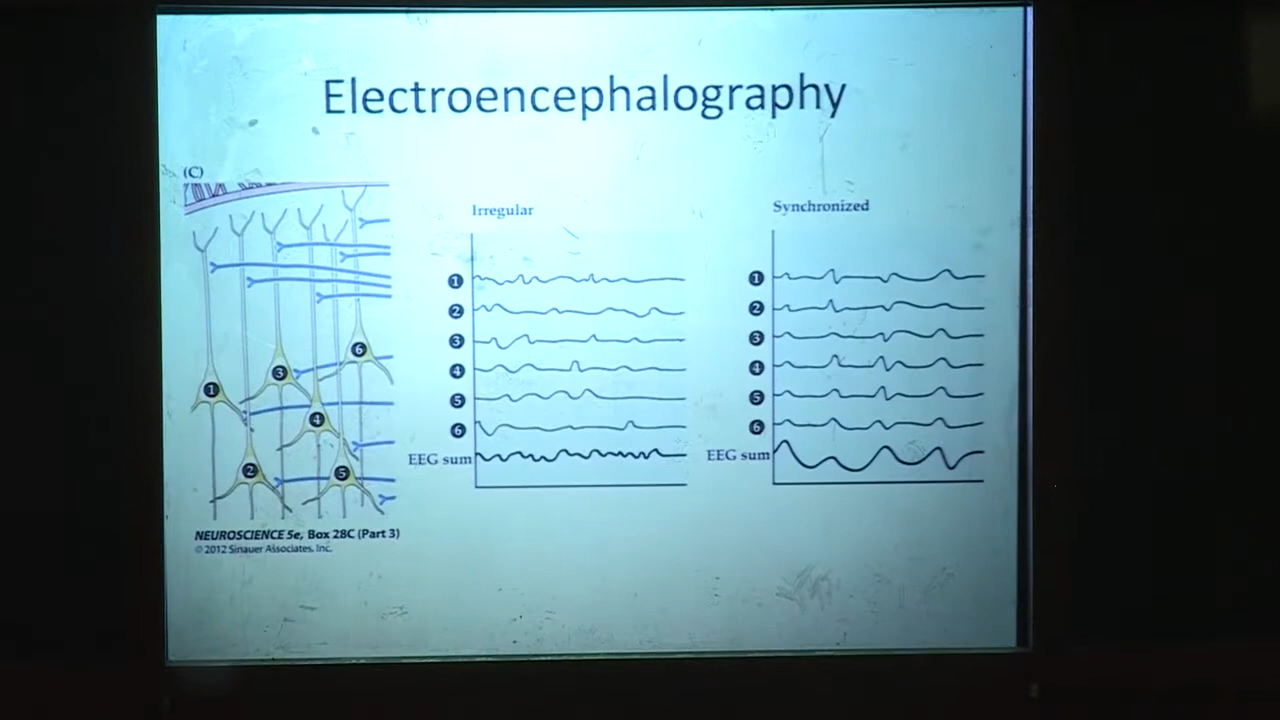 Electroencephalography
(C)
1
2
3
4
5
6
NEUROSCIENCE 5e, Box 28C (Part 3)
© 2012 Sinauer Associates, Inc.
Irregular
1
2
3
4
5
6
EEG sum
Synchronized
1
2
3
4
5
6
EEG sum